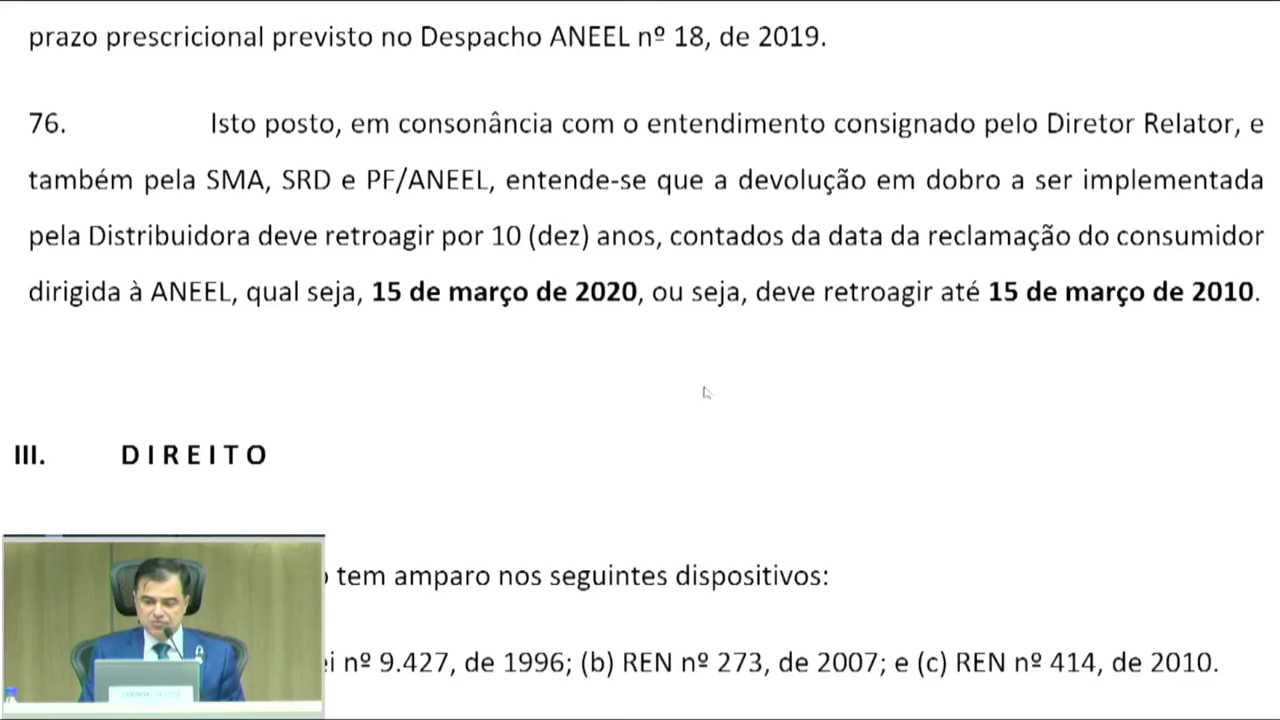 prazo prescricional previsto no Despacho ANEEL nº 18, de 2019.
76. Isto posto, em consonância com o entendimento consignado pelo Diretor Relator, e
também pela SMA, SRD e PF/ANEEL, entende-se que a devolução em dobro a ser implementada
pela Distribuidora deve retroagir por 10 (dez) anos, contados da data da reclamação do consumidor
dirigida à ANEEL, qual seja, 15 de março de 2020, ou seja, deve retroagir até 15 de março de 2010.
III. DIREITO
tem amparo nos seguintes dispositivos:
nº 9.427, de 1996; (b) REN nº 273, de 2007; e (c) REN nº 414, de 2010.